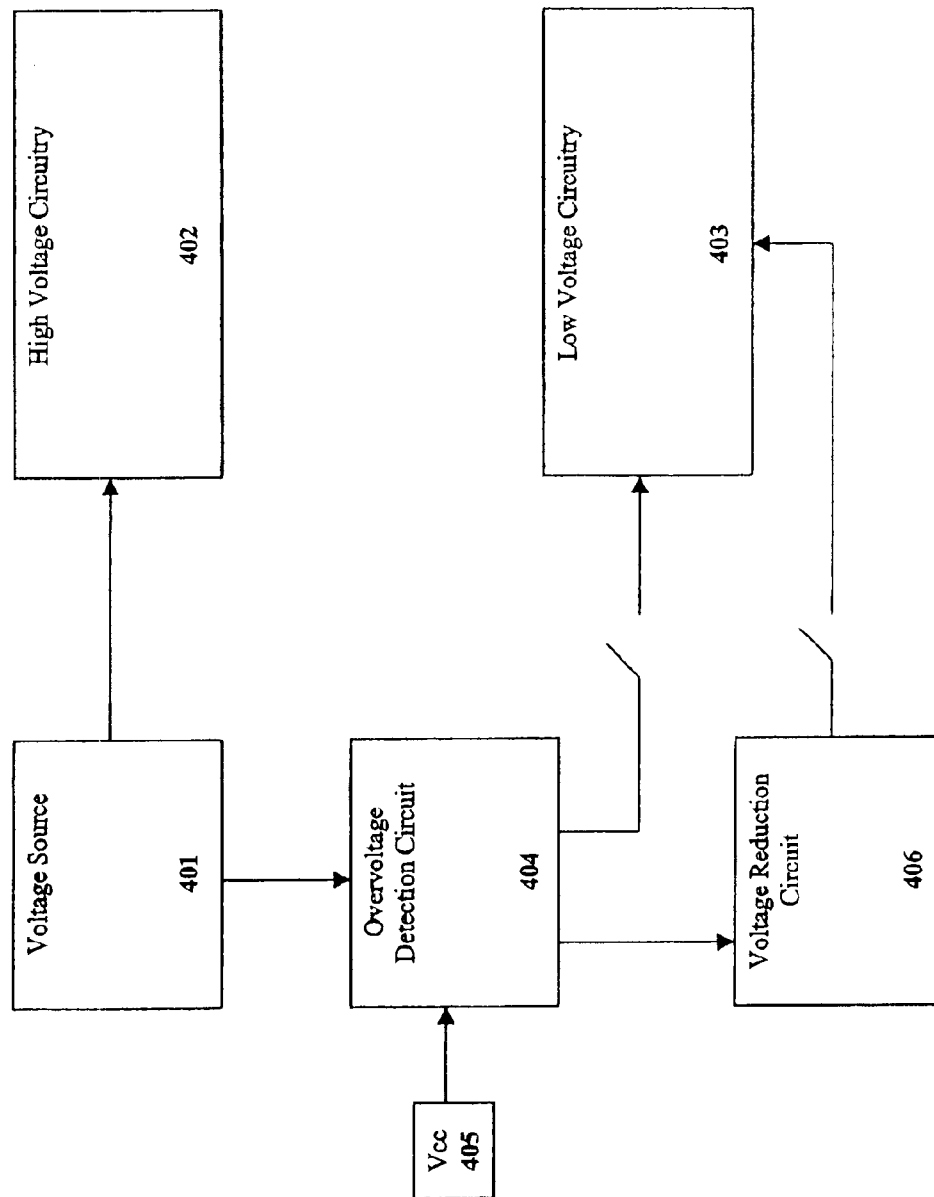 High Voltage Circuitry
402
Low Voltage Circuitry
403
Voltage Source
401
Overvoltage
Detection Circuit
404
Voltage Reduction
Circuit
406
Vcc
405